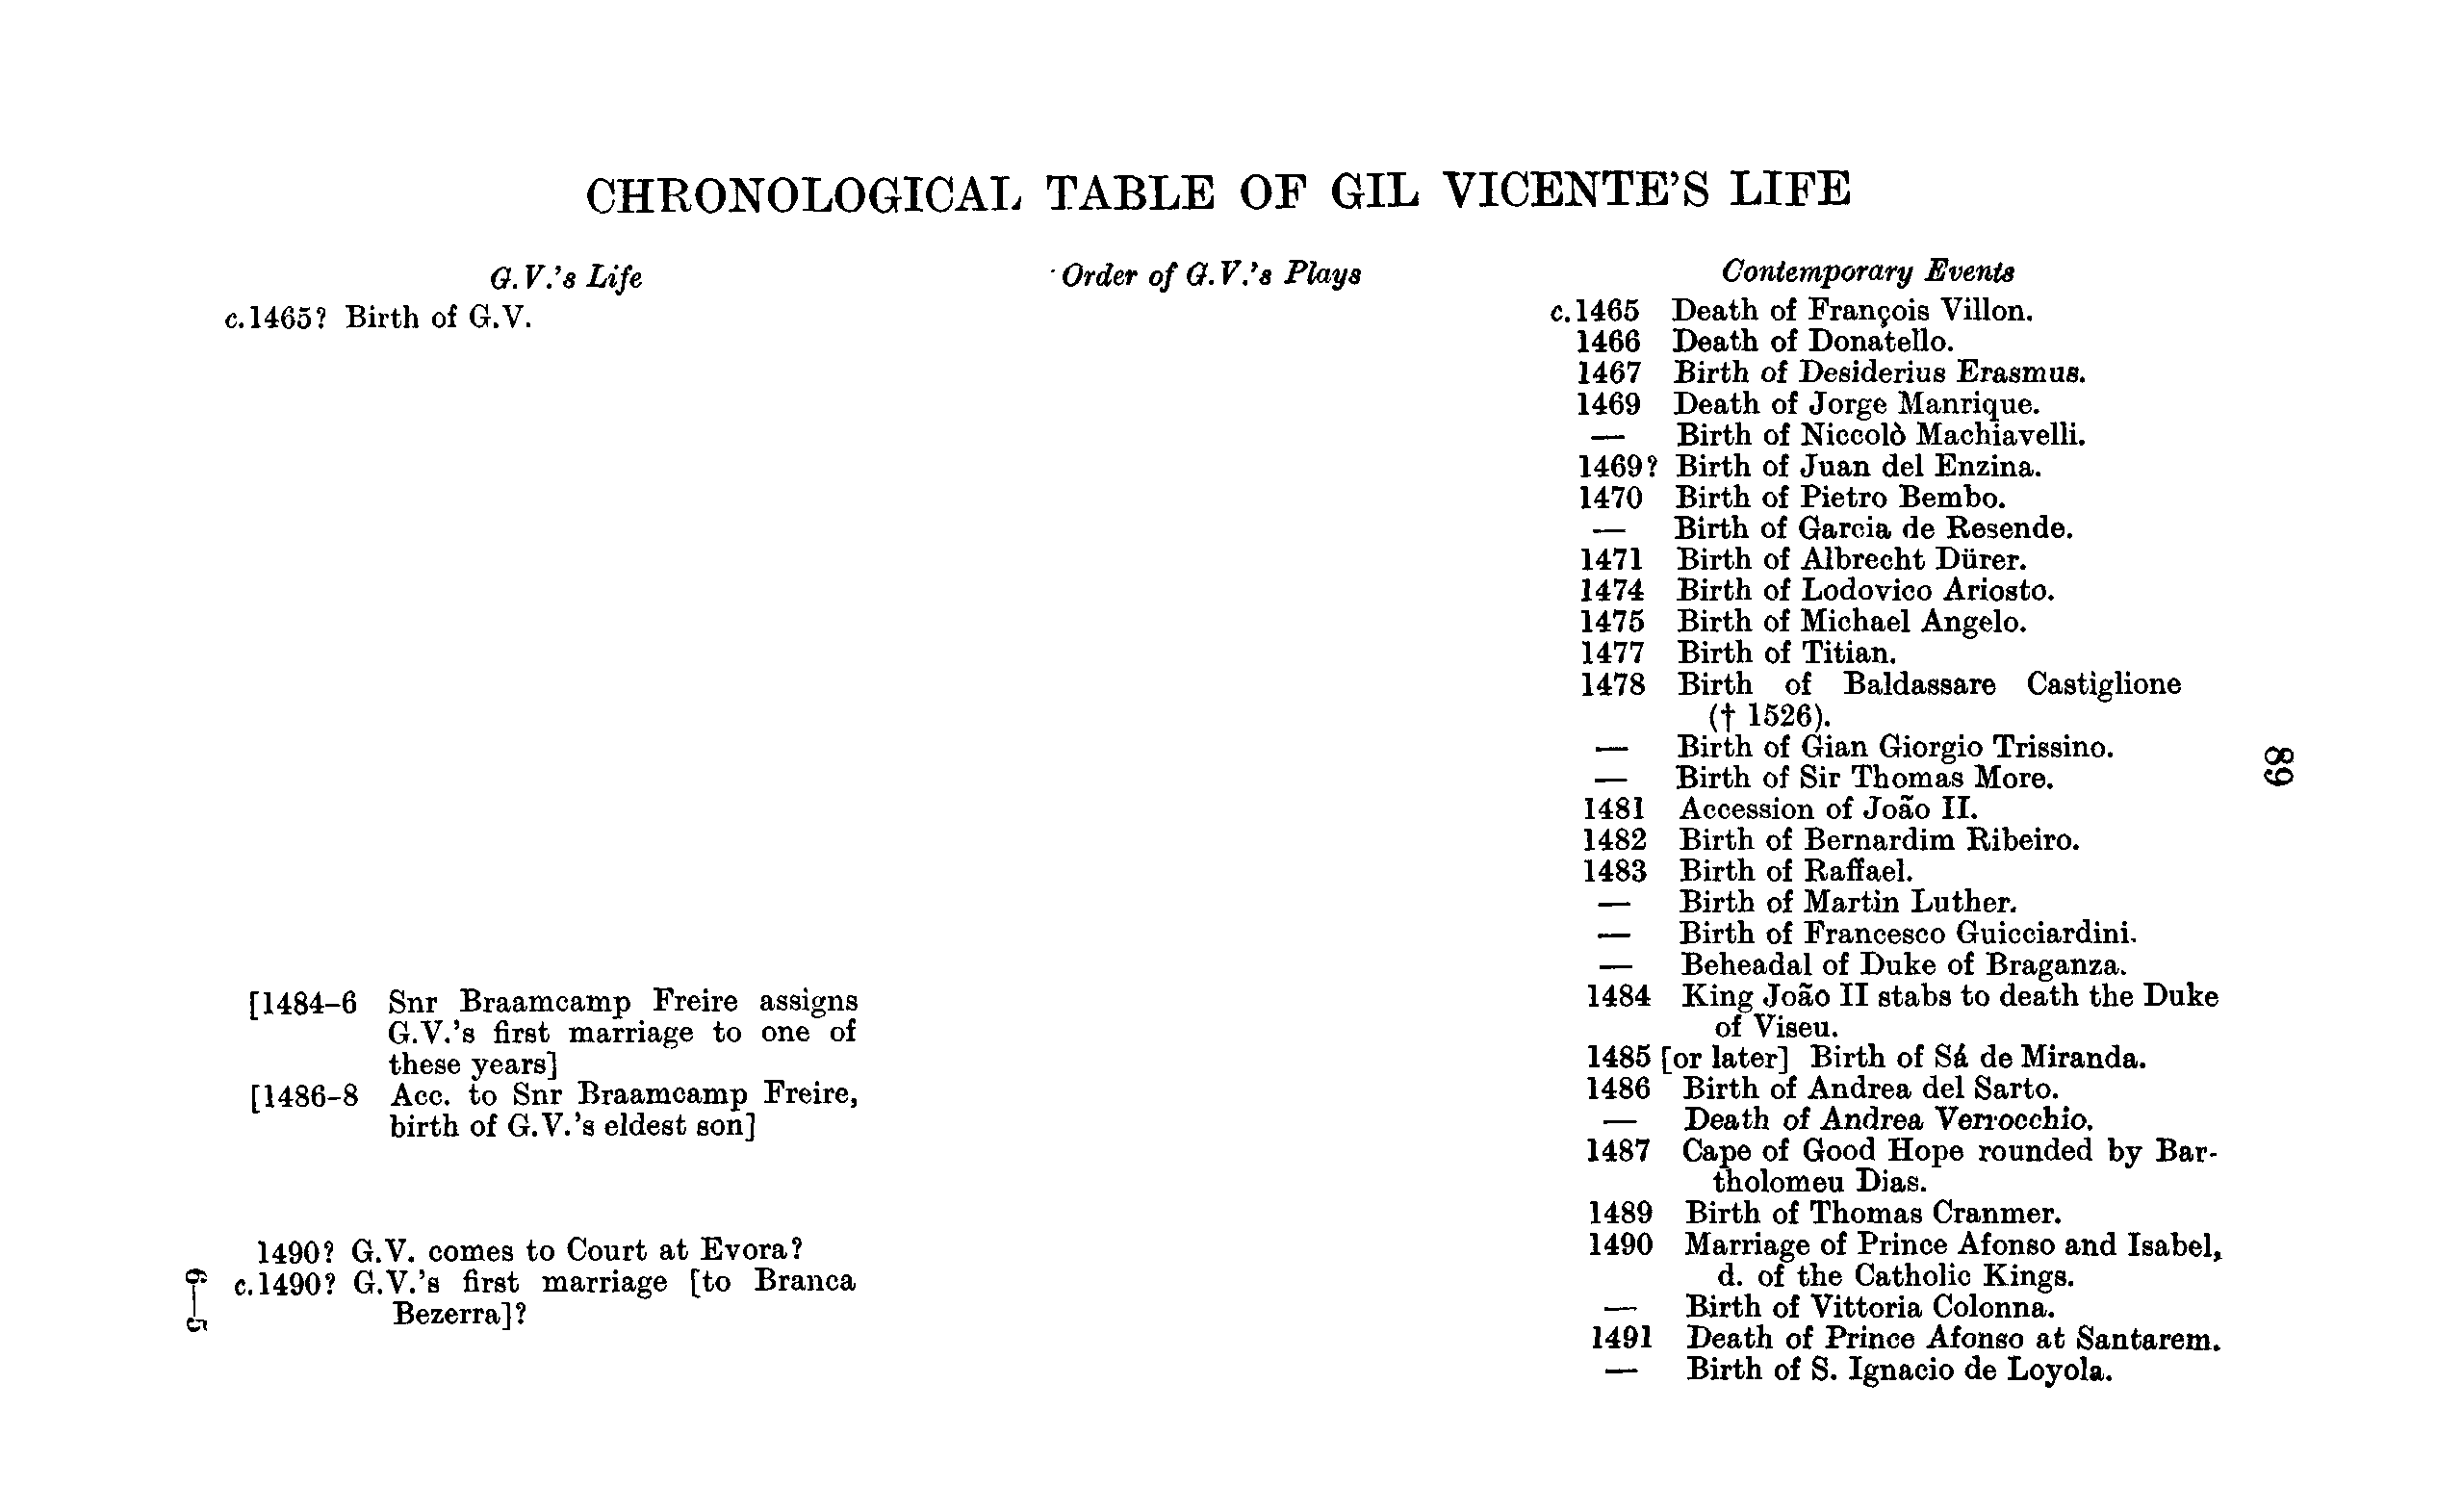 CHRONOLOGICAL TABLE OF GIL VICENTE'S LIFE
G.V.'s Life
c.1465? Birth of G.V.
[1484–6 Snr Braamcamp Freire assigns
G.V.'s first marriage to one of
these years]
[1486–8 Acc. to Snr Braamcamp Freire,
birth of G.V.'s eldest son]
1490? G.V. comes to Court at Evora?
c.1490? G.V.'s first marriage [to Branca
Bezerra]?
6—5
Order of G.V.'s Plays
Contemporary Events
c.1465 Death of François Villon.
1466 Death of Donatello.
1467 Birth of Desiderius Erasmus.
1469 Death of Jorge Manrique.
— Birth of Niccolò Machiavelli.
1469? Birth of Juan del Enzina.
1470 Birth of Pietro Bembo.
— Birth of Garcia de Resende.
1471 Birth of Albrecht Dürer.
1474 Birth of Lodovico Ariosto.
1475 Birth of Michael Angelo.
1477 Birth of Titian.
1478 Birth of Baldassare Castiglione
(† 1526).
— Birth of Gian Giorgio Trissino.
— Birth of Sir Thomas More.
1481 Accession of João II.
1482 Birth of Bernardim Ribeiro.
1483 Birth of Raffael.
— Birth of Martin Luther.
— Birth of Francesco Guicciardini.
— Beheadal of Duke of Braganza.
1484 King João II stabs to death the Duke
of Viseu.
1485 [or later] Birth of Sá de Miranda.
1486 Birth of Andrea del Sarto.
— Death of Andrea Verrocchio.
1487 Cape of Good Hope rounded by Bar-
tholomeu Dias.
1489 Birth of Thomas Cranmer.
1490 Marriage of Prince Afonso and Isabel,
d. of the Catholic Kings.
— Birth of Vittoria Colonna.
1491 Death of Prince Afonso at Santarem.
— Birth of S. Ignacio de Loyola.
89